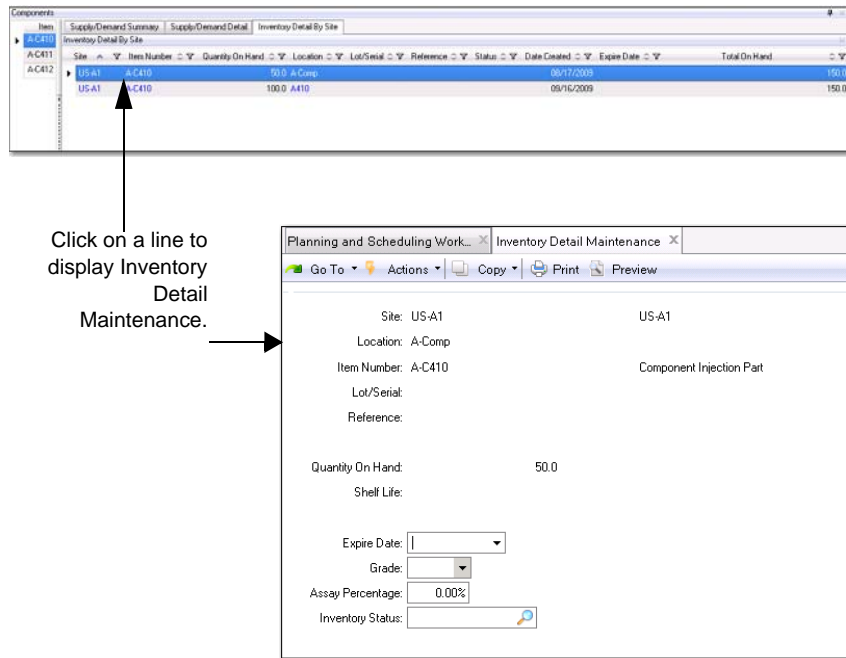 Components
Item
A-C410
A-C411
A-C412
Supply/Demand Summary Supply/Demand Detail Inventory Detail By Site
Inventory Detail By Site
Site Item Number Quantity On Hand Location Lot/Serial Reference Status Date Created Expire Date Total On Hand
US-A1 A-C410 50.0 A-Comp 08/17/2009 150.0
US-A1 A-C410 100.0 A410 09/16/2009 150.0
Click on a line to
display Inventory
Detail
Maintenance.
Planning and Scheduling Work... Inventory Detail Maintenance
Go To Actions Copy Print Preview
Site: US-A1 US-A1
Location: A-Comp
Item Number: A-C410 Component Injection Part
Lot/Serial:
Reference:
Quantity On Hand: 50.0
Shelf Life:
Expire Date:
Grade:
Assay Percentage: 0.00%
Inventory Status: